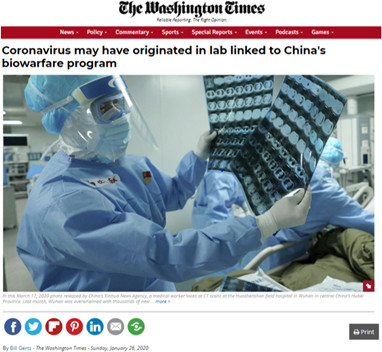 The Washington Times
Reliable Reporting. The Right Opinion.
News Policy Commentary Sports Special Reports Events Podcasts Games
Coronavirus may have originated in lab linked to China's
biowarfare program
In this March 17, 2020 photo released by China's Xinhua News Agency, a medical worker looks at CT scans at the Huoshenshan field hospital in Wuhan in central China's Hubei
Province. Last month, Wuhan was overwhelmed with thousands of new ... more >
Print
By Bill Gertz - The Washington Times - Sunday, January 26, 2020